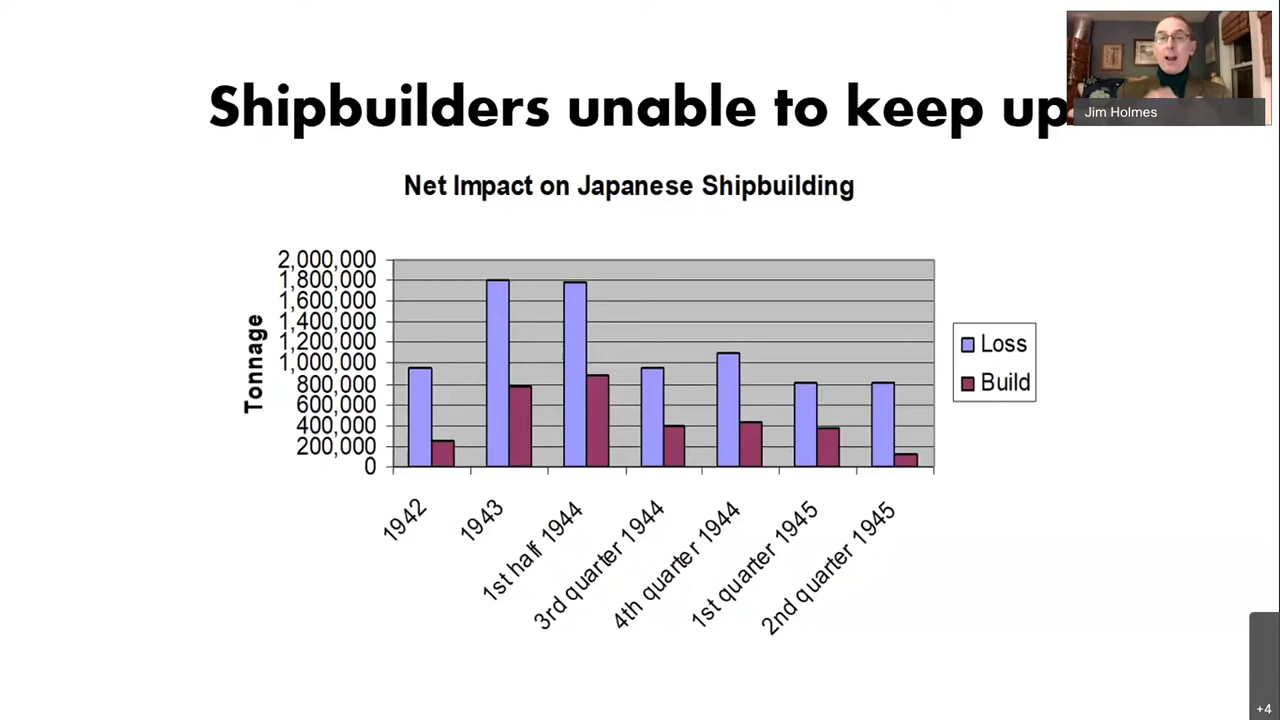 Shipbuilders unable to keep up
Jim Holmes
Net Impact on Japanese Shipbuilding
Tonnage
2,000,000
1,800,000
1,600,000
1,400,000
1,200,000
1,000,000
800,000
600,000
400,000
200,000
0
1942
1943
1st half 1944
3rd quarter 1944
4th quarter 1944
1st quarter 1945
2nd quarter 1945
Loss
Build
+4